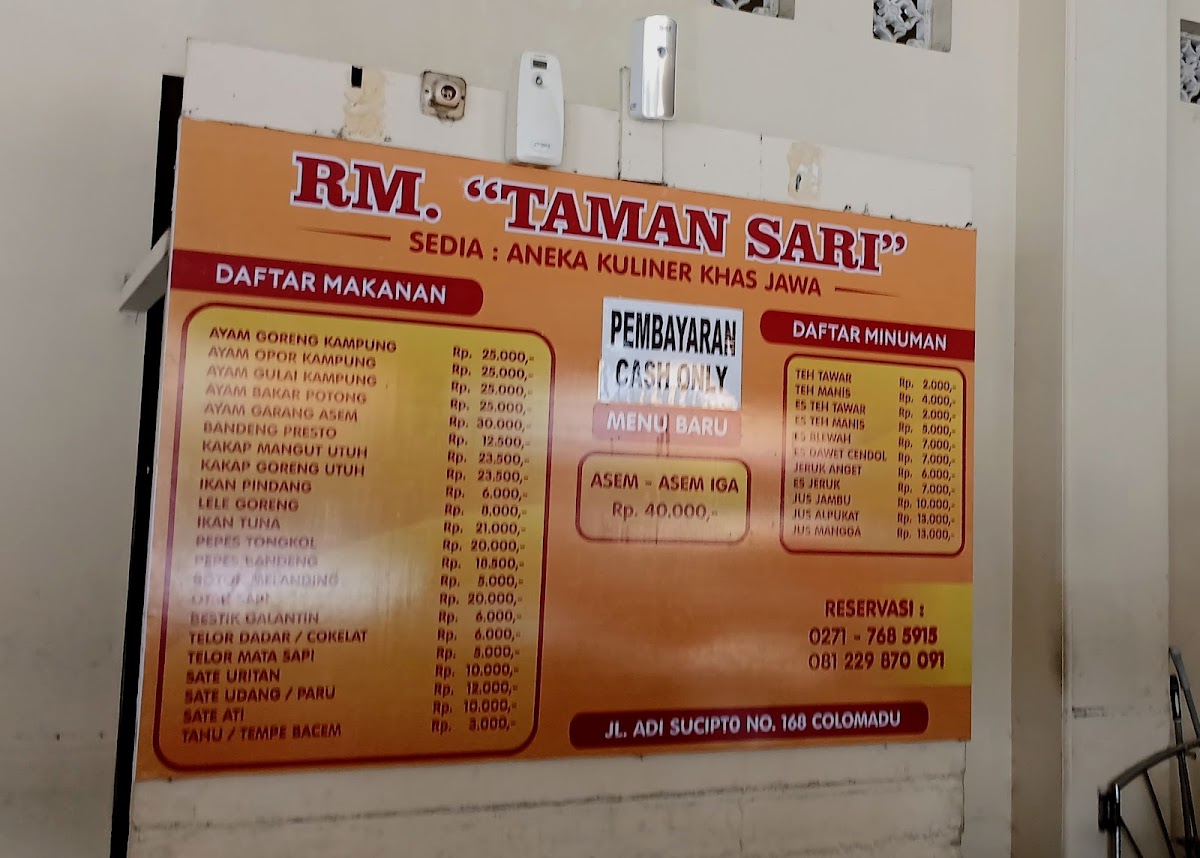 RM. “TAMAN SARI”
SEDIA : ANEKA KULINER KHAS JAWA
DAFTAR MAKANAN
AYAM GORENG KAMPUNG Rp. 25.000,-
AYAM OPOR KAMPUNG Rp. 25.000,-
AYAM GULAI KAMPUNG Rp. 25.000,-
AYAM BAKAR POTONG Rp. 25.000,-
AYAM GARANG ASEM Rp. 30.000,-
BANDENG PRESTO Rp. 12.500,-
KAKAP MANGUT UTUH Rp. 23.500,-
KAKAP GORENG UTUH Rp. 23.500,-
IKAN PINDANG Rp. 6.000,-
LELE GORENG Rp. 8.000,-
IKAN TUNA Rp. 21.000,-
PEPES TONGKOL Rp. 20.000,-
PEPES BANDENG Rp. 18.500,-
BOTOK MELANDING Rp. 5.000,-
OTAK SAPI Rp. 20.000,-
BESTIK GALANTIN Rp. 6.000,-
TELOR DADAR / COKELAT Rp. 6.000,-
TELOR MATA SAPI Rp. 5.000,-
SATE URITAN Rp. 10.000,-
SATE UDANG / PARU Rp. 12.000,-
SATE ATI Rp. 10.000,-
TAHU / TEMPE BACEM Rp. 3.000,-
PEMBAYARAN
CASH ONLY
MENU BARU
ASEM - ASEM IGA
Rp. 40.000,-
DAFTAR MINUMAN
TEH TAWAR Rp. 2.000,-
TEH MANIS Rp. 4.000,-
ES TEH TAWAR Rp. 2.000,-
ES TEH MANIS Rp. 5.000,-
ES BLEWAH Rp. 7.000,-
ES DAWET CENDOL Rp. 7.000,-
JERUK ANGET Rp. 6.000,-
ES JERUK Rp. 7.000,-
JUS JAMBU Rp. 10.000,-
JUS ALPUKAT Rp. 13.000,-
JUS MANGGA Rp. 13.000,-
RESERVASI :
0271 - 768 5915
081 229 870 091
JL. ADI SUCIPTO NO. 168 COLOMADU